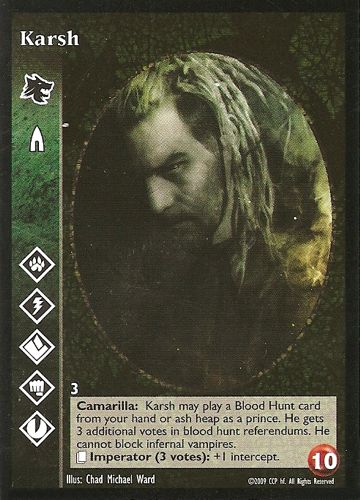 Karsh
3
Camarilla: Karsh may play a Blood Hunt card
from your hand or ash heap as a prince. He gets
3 additional votes in blood hunt referendums. He
cannot block infernal vampires.
Imperator (3 votes): +1 intercept.
10
Illus: Chad Michael Ward
©2009 CCP hf. All Rights Reserved